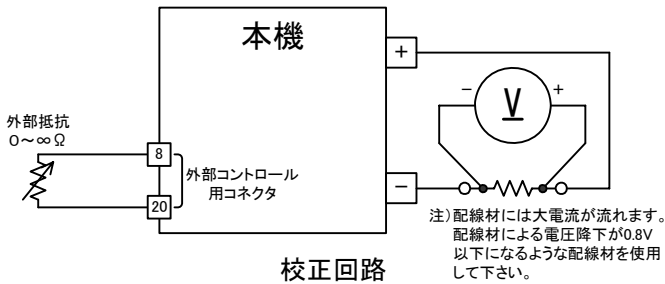 本機
+
－
－
+
V
外部抵抗
0～∞Ω
8
20
外部コントロール
用コネクタ
注）配線材には大電流が流れます。
配線材による電圧降下が0.8V
以下になるような配線材を使用
して下さい。
校正回路